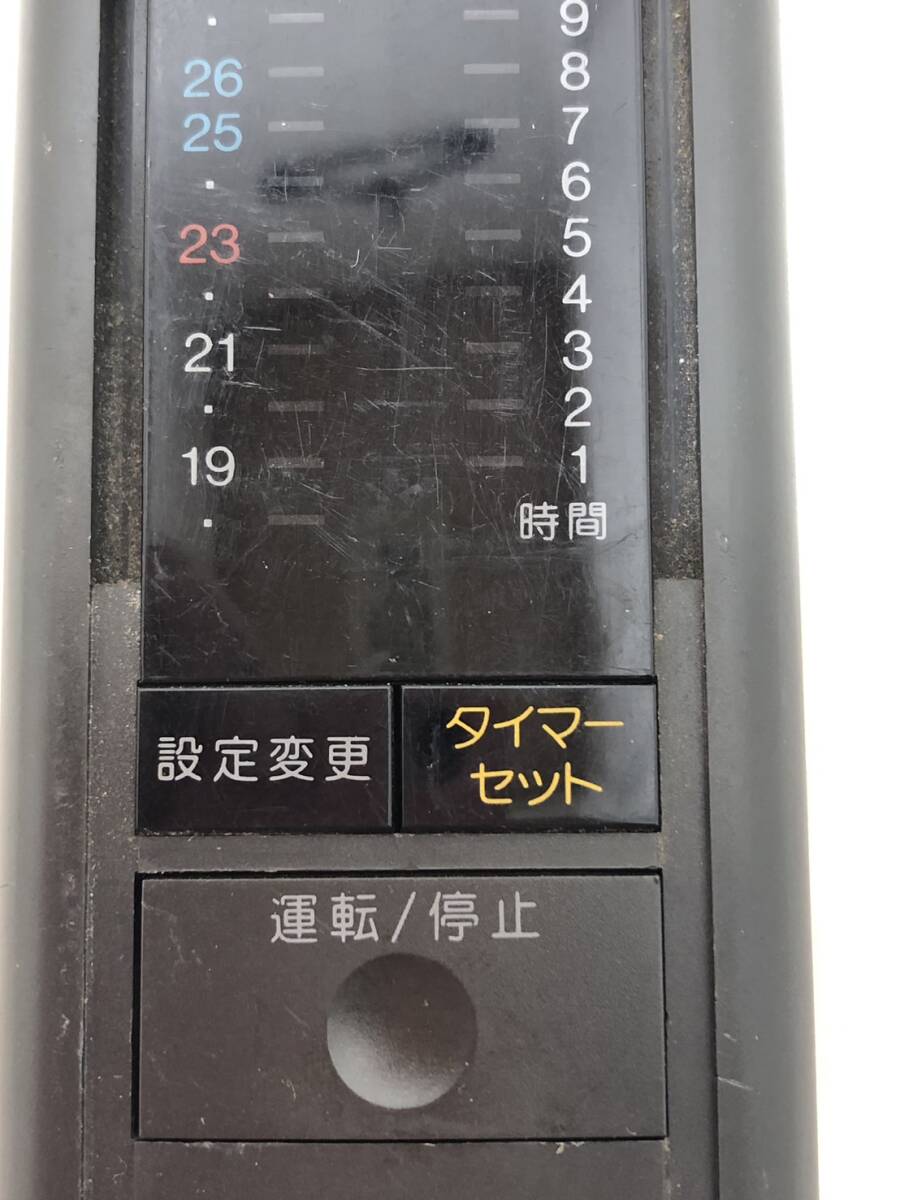 9
26 8
25 7
· 6
23 5
· 4
21 3
· 2
19 1
· 時間
設定変更
タイマー
セット
運転/停止